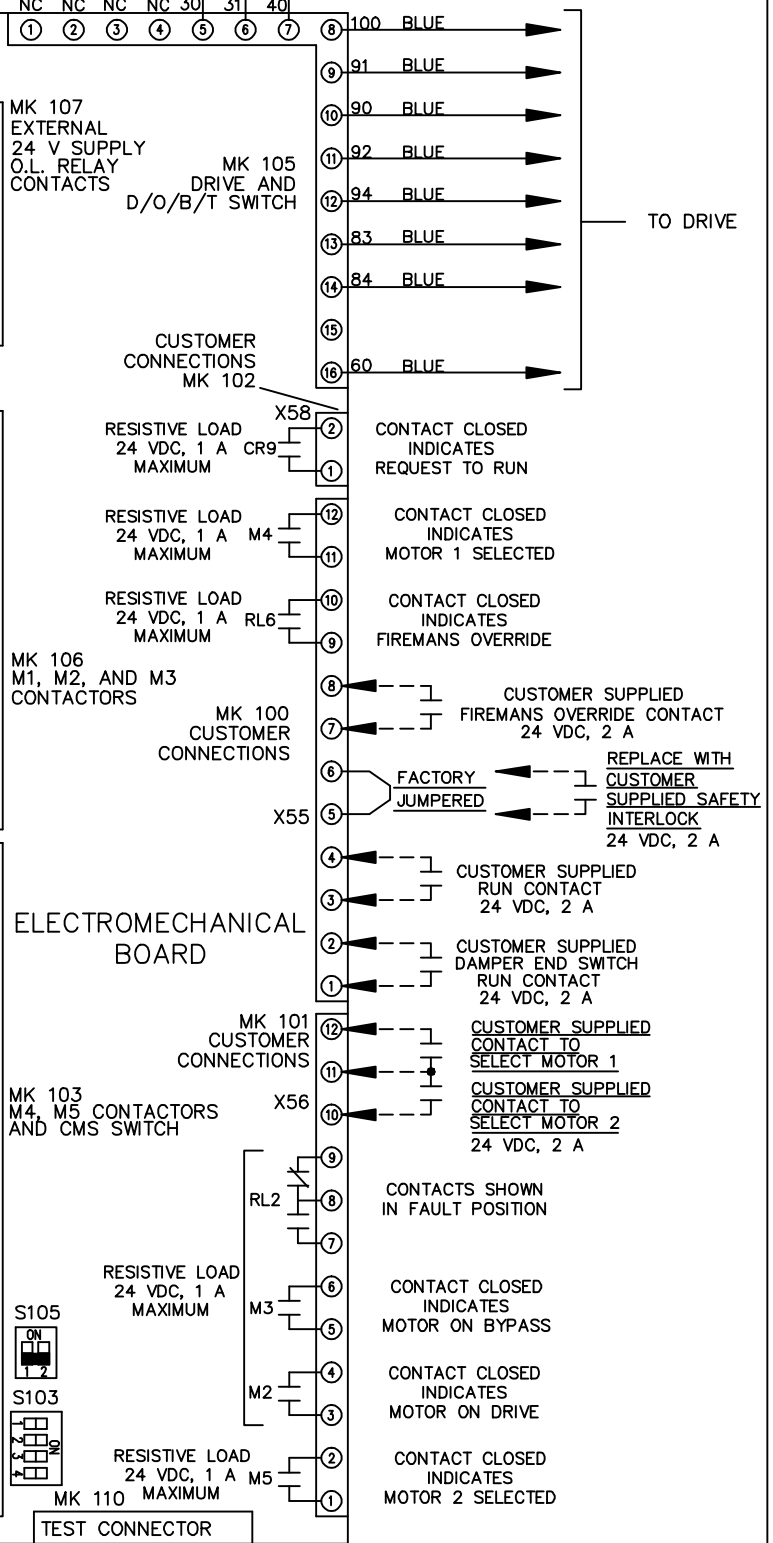 NC NC NC NC 30 31 40
1 2 3 4 5 6 7 8 100 BLUE
9 91 BLUE
10 90 BLUE
11 92 BLUE
12 94 BLUE
13 83 BLUE
14 84 BLUE
15
16 60 BLUE
TO DRIVE
MK 107
EXTERNAL
24 V SUPPLY
O.L. RELAY
CONTACTS
MK 105
DRIVE AND
D/O/B/T SWITCH
CUSTOMER
CONNECTIONS
MK 102
X58
RESISTIVE LOAD
24 VDC, 1 A
MAXIMUM
CR9
2
1
CONTACT CLOSED
INDICATES
REQUEST TO RUN
RESISTIVE LOAD
24 VDC, 1 A
MAXIMUM
M4
12
11
CONTACT CLOSED
INDICATES
MOTOR 1 SELECTED
RESISTIVE LOAD
24 VDC, 1 A
MAXIMUM
RL6
10
9
CONTACT CLOSED
INDICATES
FIREMANS OVERRIDE
MK 106
M1, M2, AND M3
CONTACTORS
MK 100
CUSTOMER
CONNECTIONS
8
7
CUSTOMER SUPPLIED
FIREMANS OVERRIDE CONTACT
24 VDC, 2 A
X55
6
5
FACTORY
JUMPERED
REPLACE WITH
CUSTOMER
SUPPLIED SAFETY
INTERLOCK
24 VDC, 2 A
4
3
CUSTOMER SUPPLIED
RUN CONTACT
24 VDC, 2 A
ELECTROMECHANICAL
BOARD
2
1
CUSTOMER SUPPLIED
DAMPER END SWITCH
RUN CONTACT
24 VDC, 2 A
MK 101
CUSTOMER
CONNECTIONS
X56
12
11
10
CUSTOMER SUPPLIED
CONTACT TO
SELECT MOTOR 1
CUSTOMER SUPPLIED
CONTACT TO
SELECT MOTOR 2
24 VDC, 2 A
MK 103
M4, M5 CONTACTORS
AND CMS SWITCH
RL2
9
8
7
CONTACTS SHOWN
IN FAULT POSITION
RESISTIVE LOAD
24 VDC, 1 A
MAXIMUM
M3
6
5
CONTACT CLOSED
INDICATES
MOTOR ON BYPASS
M2
4
3
CONTACT CLOSED
INDICATES
MOTOR ON DRIVE
S105
ON
1 2
S103
1
2
3
4
ON
RESISTIVE LOAD
24 VDC, 1 A
MAXIMUM
M5
2
1
CONTACT CLOSED
INDICATES
MOTOR 2 SELECTED
MK 110
TEST CONNECTOR